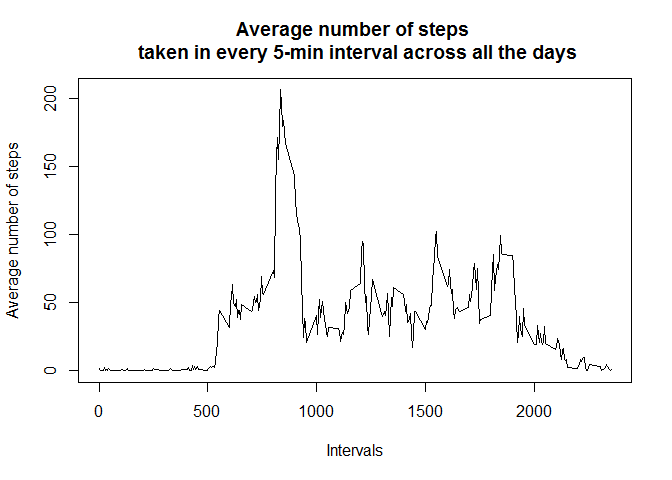 Average number of steps
taken in every 5-min interval across all the days
Average number of steps
200
150
100
50
0
0 500 1000 1500 2000
Intervals